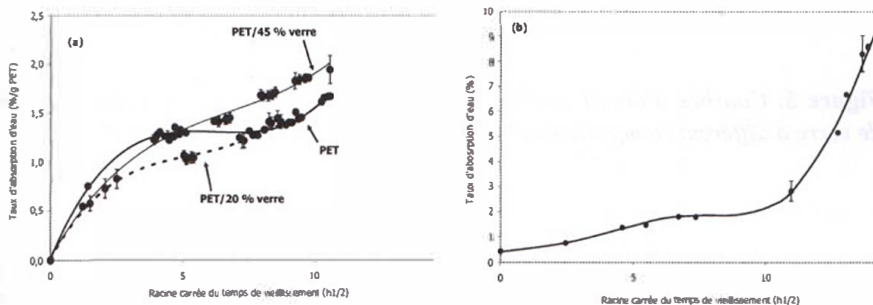 (a)
PET/45 % verre
PET
PET/20 % verre
Taux d'absorption d'eau (%/g PET)
2,5
2,0
1,5
1,0
0,5
0,0
0
5
10
Racine carrée du temps de vieillissement (h1/2)
(b)
Taux d'abosrption d'eau (%)
10
9
8
7
6
5
4
3
2
1
0
0
5
10
Racine carrée du temps de vieillissement (h1/2)